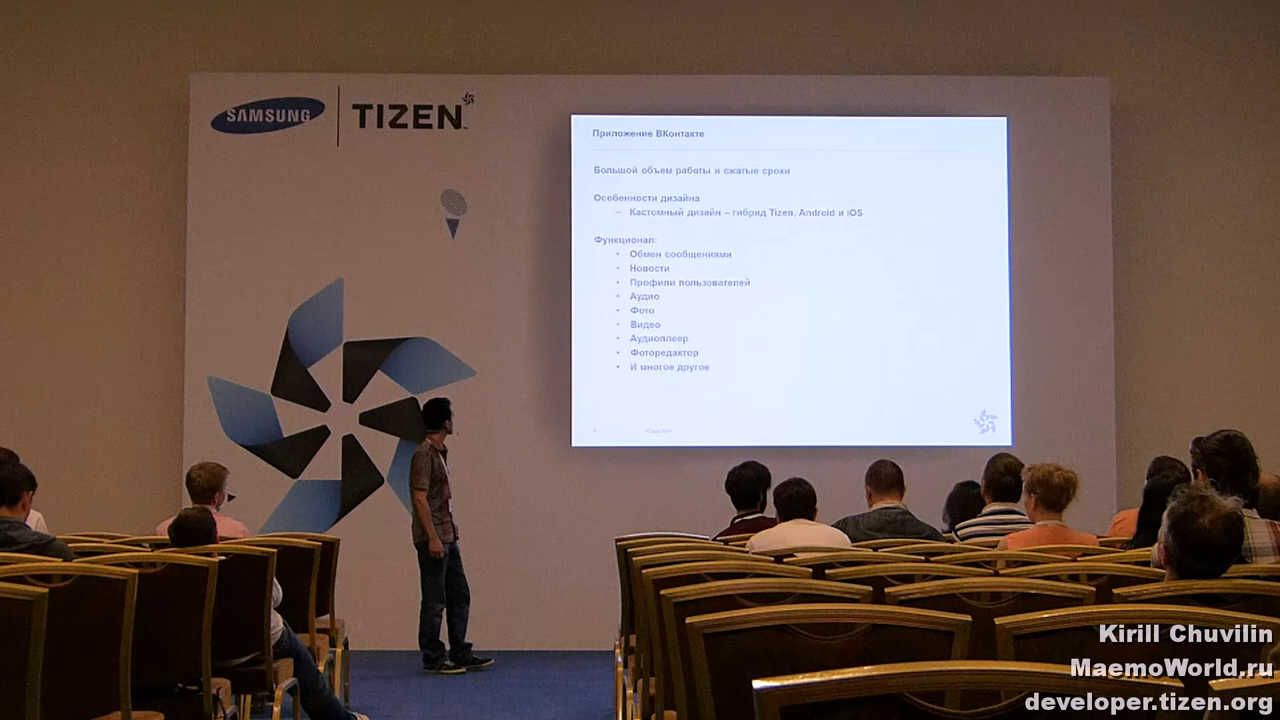 SAMSUNG
TIZEN
Приложение ВКонтакте
Большой объем работы и сжатые сроки
Особенности дизайна
– Кастомный дизайн – гибрид Tizen, Android и iOS
Функционал:
• Обмен сообщениями
• Новости
• Профили пользователей
• Аудио
• Фото
• Видео
• Аудиоплеер
• Фоторедактор
• И многое другое
Kirill Chuvilin
MaemoWorld.ru
developer.tizen.org